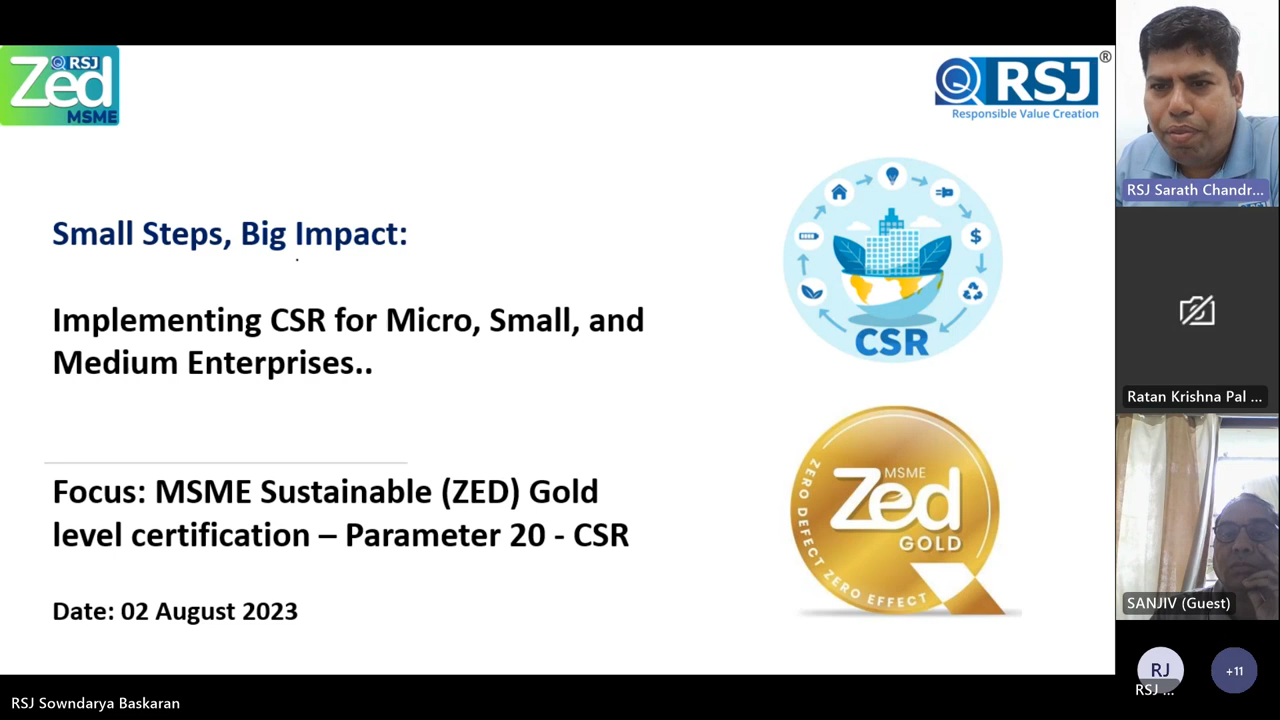 Zed
RSJ
MSME
RSJ®
Responsible Value Creation
Small Steps, Big Impact:
Implementing CSR for Micro, Small, and
Medium Enterprises..
CSR
Focus: MSME Sustainable (ZED) Gold
level certification – Parameter 20 - CSR
Date: 02 August 2023
MSME
Zed
GOLD
ZERO DEFECT ZERO EFFECT
RSJ Sarath Chandr...
Ratan Krishna Pal ...
SANJIV (Guest)
RJ
RSJ ...
+11
RSJ Sowndarya Baskaran